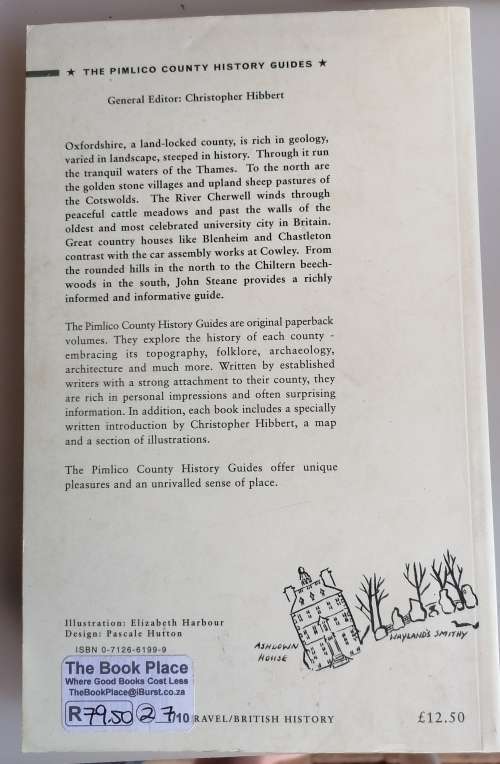 ★ THE PIMLICO COUNTY HISTORY GUIDES ★
General Editor: Christopher Hibbert
Oxfordshire, a land-locked county, is rich in geology,
varied in landscape, steeped in history. Through it run
the tranquil waters of the Thames. To the north are
the golden stone villages and upland sheep pastures of
the Cotswolds. The River Cherwell winds through
peaceful cattle meadows and past the walls of the
oldest and most celebrated university city in Britain.
Great country houses like Blenheim and Chastleton
contrast with the car assembly works at Cowley. From
the rounded hills in the north to the Chiltern beech-
woods in the south, John Steane provides a richly
informed and informative guide.
The Pimlico County History Guides are original paperback
volumes. They explore the history of each county -
embracing its topography, folklore, archaeology,
architecture and much more. Written by established
writers with a strong attachment to their county, they
are rich in personal impressions and often surprising
information. In addition, each book includes a specially
written introduction by Christopher Hibbert, a map
and a section of illustrations.
The Pimlico County History Guides offer unique
pleasures and an unrivalled sense of place.
ASHDOWN
HOUSE
WAYLAND'S SMITHY
Illustration: Elizabeth Harbour
Design: Pascale Hutton
ISBN 0-7126-6199-9
The Book Place
Where Good Books Cost Less
TheBookPlace@iBurst.co.za
R79.50 27/10
RAVEL/BRITISH HISTORY
£12.50